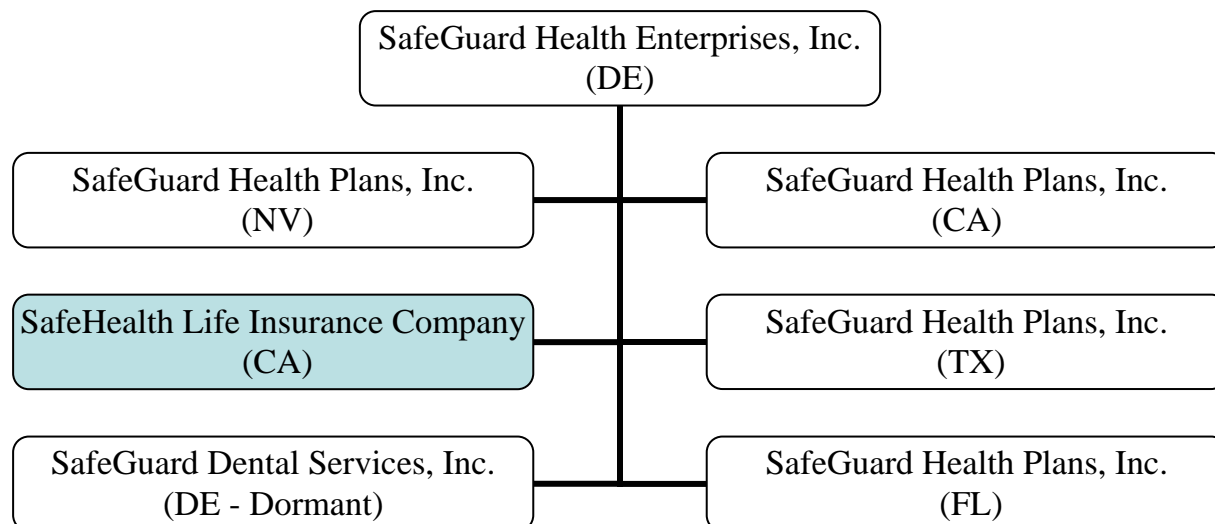 SafeGuard Health Enterprises, Inc.
(DE)
SafeGuard Health Plans, Inc.
(NV)
SafeGuard Health Plans, Inc.
(CA)
SafeHealth Life Insurance Company
(CA)
SafeGuard Health Plans, Inc.
(TX)
SafeGuard Dental Services, Inc.
(DE - Dormant)
SafeGuard Health Plans, Inc.
(FL)